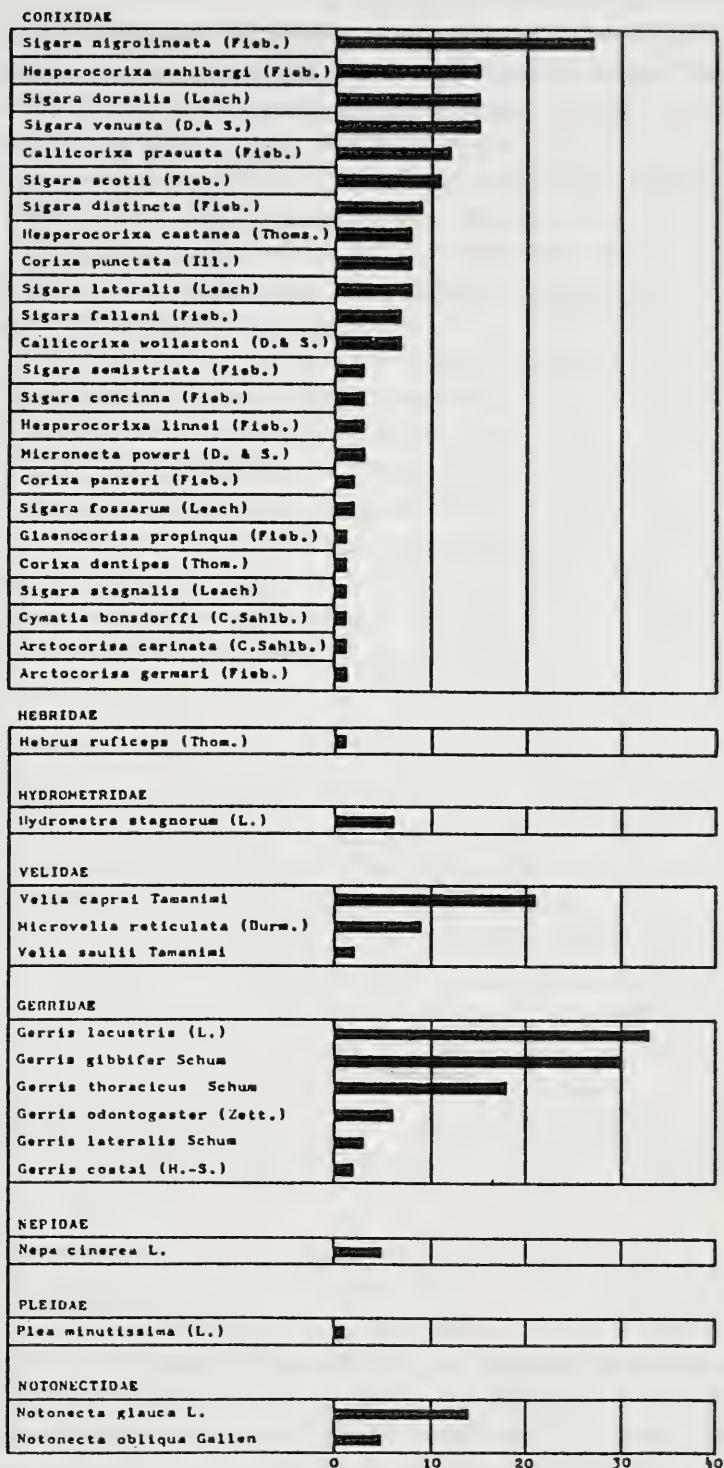 CORIXIDAE
Sigara nigrolineata (Fieb.)
Hesperocorixa sahlbergi (Fieb.)
Sigara dorsalis (Leach)
Sigara venusta (D.& S.)
Callicorixa praeusta (Fieb.)
Sigara scotii (Fieb.)
Sigara distincta (Fieb.)
Hesperocorixa castanea (Thoms.)
Corixa punctata (Ill.)
Sigara lateralis (Leach)
Sigara falleni (Fieb.)
Callicorixa wollastoni (D.& S.)
Sigara semistriata (Fieb.)
Sigara concinna (Fieb.)
Hesperocorixa linnei (Fieb.)
Micronecta poweri (D. & S.)
Corixa panzeri (Fieb.)
Sigara fossarum (Leach)
Glaenocorisa propinqua (Fieb.)
Corixa dentipes (Thom.)
Sigara stagnalis (Leach)
Cymatia bonsdorffi (C.Sahlb.)
Arctocorisa carinata (C.Sahlb.)
Arctocorisa germari (Fieb.)
HEBRIDAE
Hebrus ruficeps (Thom.)
HYDROMETRIDAE
Hydrometra stagnorum (L.)
VELIDAE
Velia caprai Tamanimi
Microvelia reticulata (Burm.)
Velia saulii Tamanimi
GERRIDAE
Gerris lacustris (L.)
Gerris gibbifer Schum
Gerris thoracicus Schum
Gerris odontogaster (Zett.)
Gerris lateralis Schum
Gerris costai (H.-S.)
NEPIDAE
Nepa cinerea L.
PLEIDAE
Plea minutissima (L.)
NOTONECTIDAE
Notonecta glauca L.
Notonecta obliqua Gallen
0 10 20 30 40